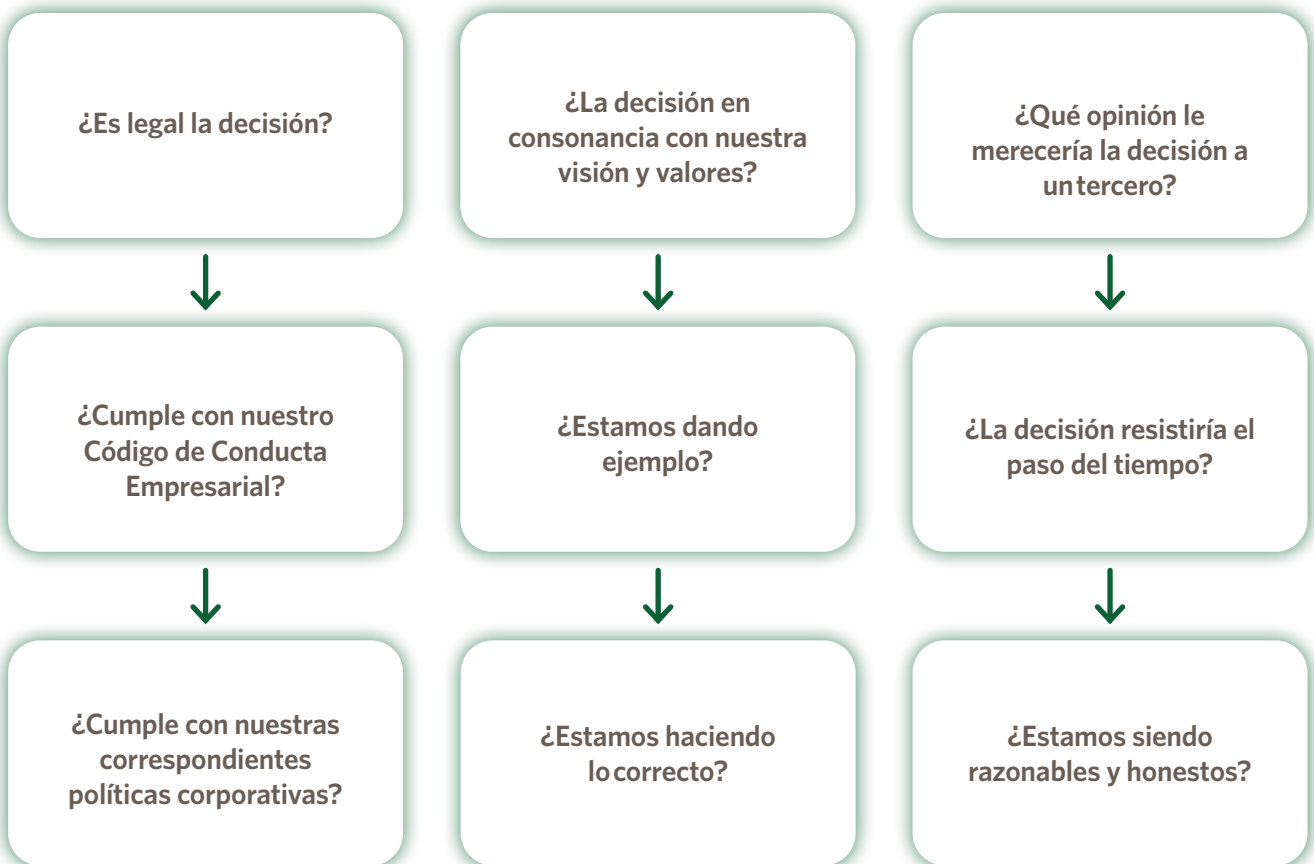 ¿Es legal la decisión?
¿La decisión en
consonancia con nuestra
visión y valores?
¿Qué opinión le
merecería la decisión a
un tercero?
¿Cumple con nuestro
Código de Conducta
Empresarial?
¿Estamos dando
ejemplo?
¿La decisión resistiría el
paso del tiempo?
¿Cumple con nuestras
correspondientes
políticas corporativas?
¿Estamos haciendo
lo correcto?
¿Estamos siendo
razonables y honestos?